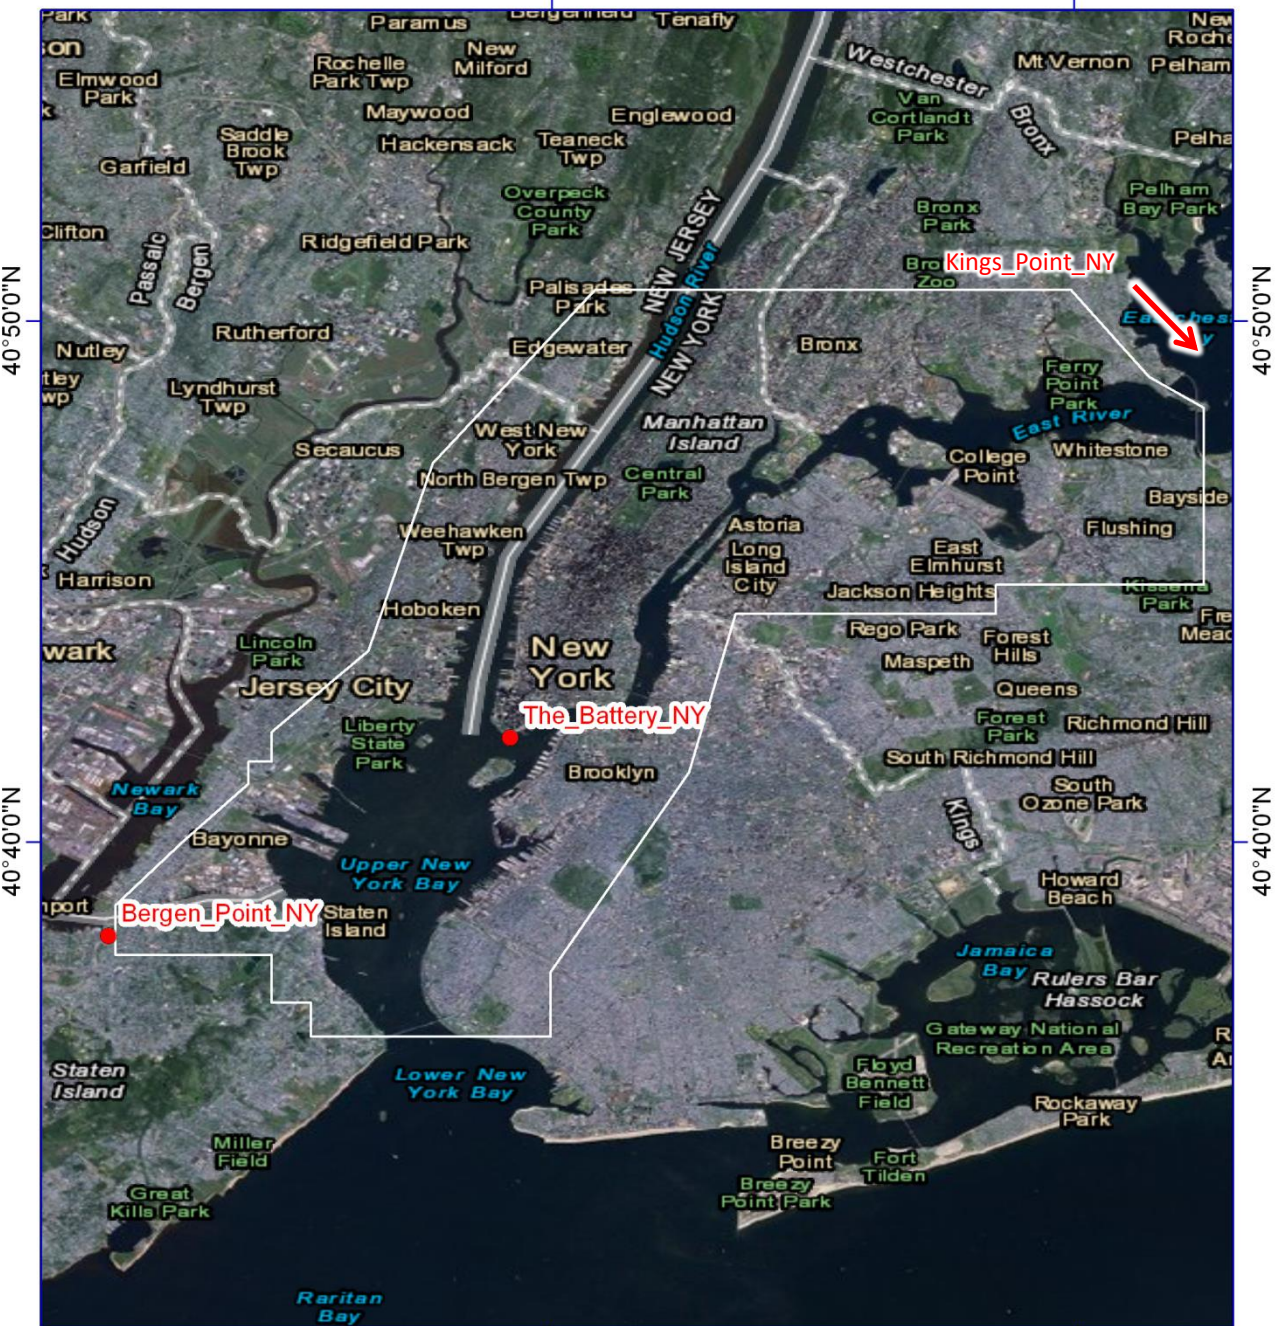 Park
Paramus
Bergenfield
Tenafly
New
Roche
son
New
Milford
Rochelle
Park Twp
Westchester
Mt Vernon
Pelham
Elmwood
Park
k
Maywood
Englewood
Van
Cortlandt
Park
Bronx
Saddle
Brook
Twp
Hackensack
Teaneck
Twp
Pelha
Garfield
Overpeck
County
Park
Pelham
Bay Park
NEW JERSEY
Hudson River
NEW YORK
Bronx
Park
Clifton
Passaic
Bergen
Ridgefield Park
Bro
Zoo
Kings_Point_NY
Palisades
Park
40°50'0"N
40°50'0"N
Rutherford
Eastches
y
Nutley
Edgewater
Bronx
tley
wp
Lyndhurst
Twp
Ferry
Point
Park
East River
Manhattan
Island
West New
York
Secaucus
College
Point
Whitestone
North Bergen Twp
Central
Park
Bayside
Hudson
Weehawken
Twp
Astoria
Flushing
Long
Island
City
East
Elmhurst
Harrison
Jackson Heights
Kissena
Park
Hoboken
Fre
Mead
Lincoln
Park
wark
New
York
Rego Park
Forest
Hills
Maspeth
Jersey City
Queens
The_Battery_NY
Liberty
State
Park
Forest
Park
Richmond Hill
South Richmond Hill
Brooklyn
Newark
Bay
South
Ozone Park
Kings
Bayonne
40°40'0"N
40°40'0"N
Upper New
York Bay
Howard
Beach
port
Bergen_Point_NY
Staten
Island
Jamaica
Bay
Rulers Bar
Hassock
Gateway National
Recreation Area
R
Ar
Staten
Island
Lower New
York Bay
Floyd
Bennett
Field
Rockaway
Park
Miller
Field
Breezy
Point
Fort
Tilden
Breezy
Point Park
Great
Kills Park
Raritan
Bay